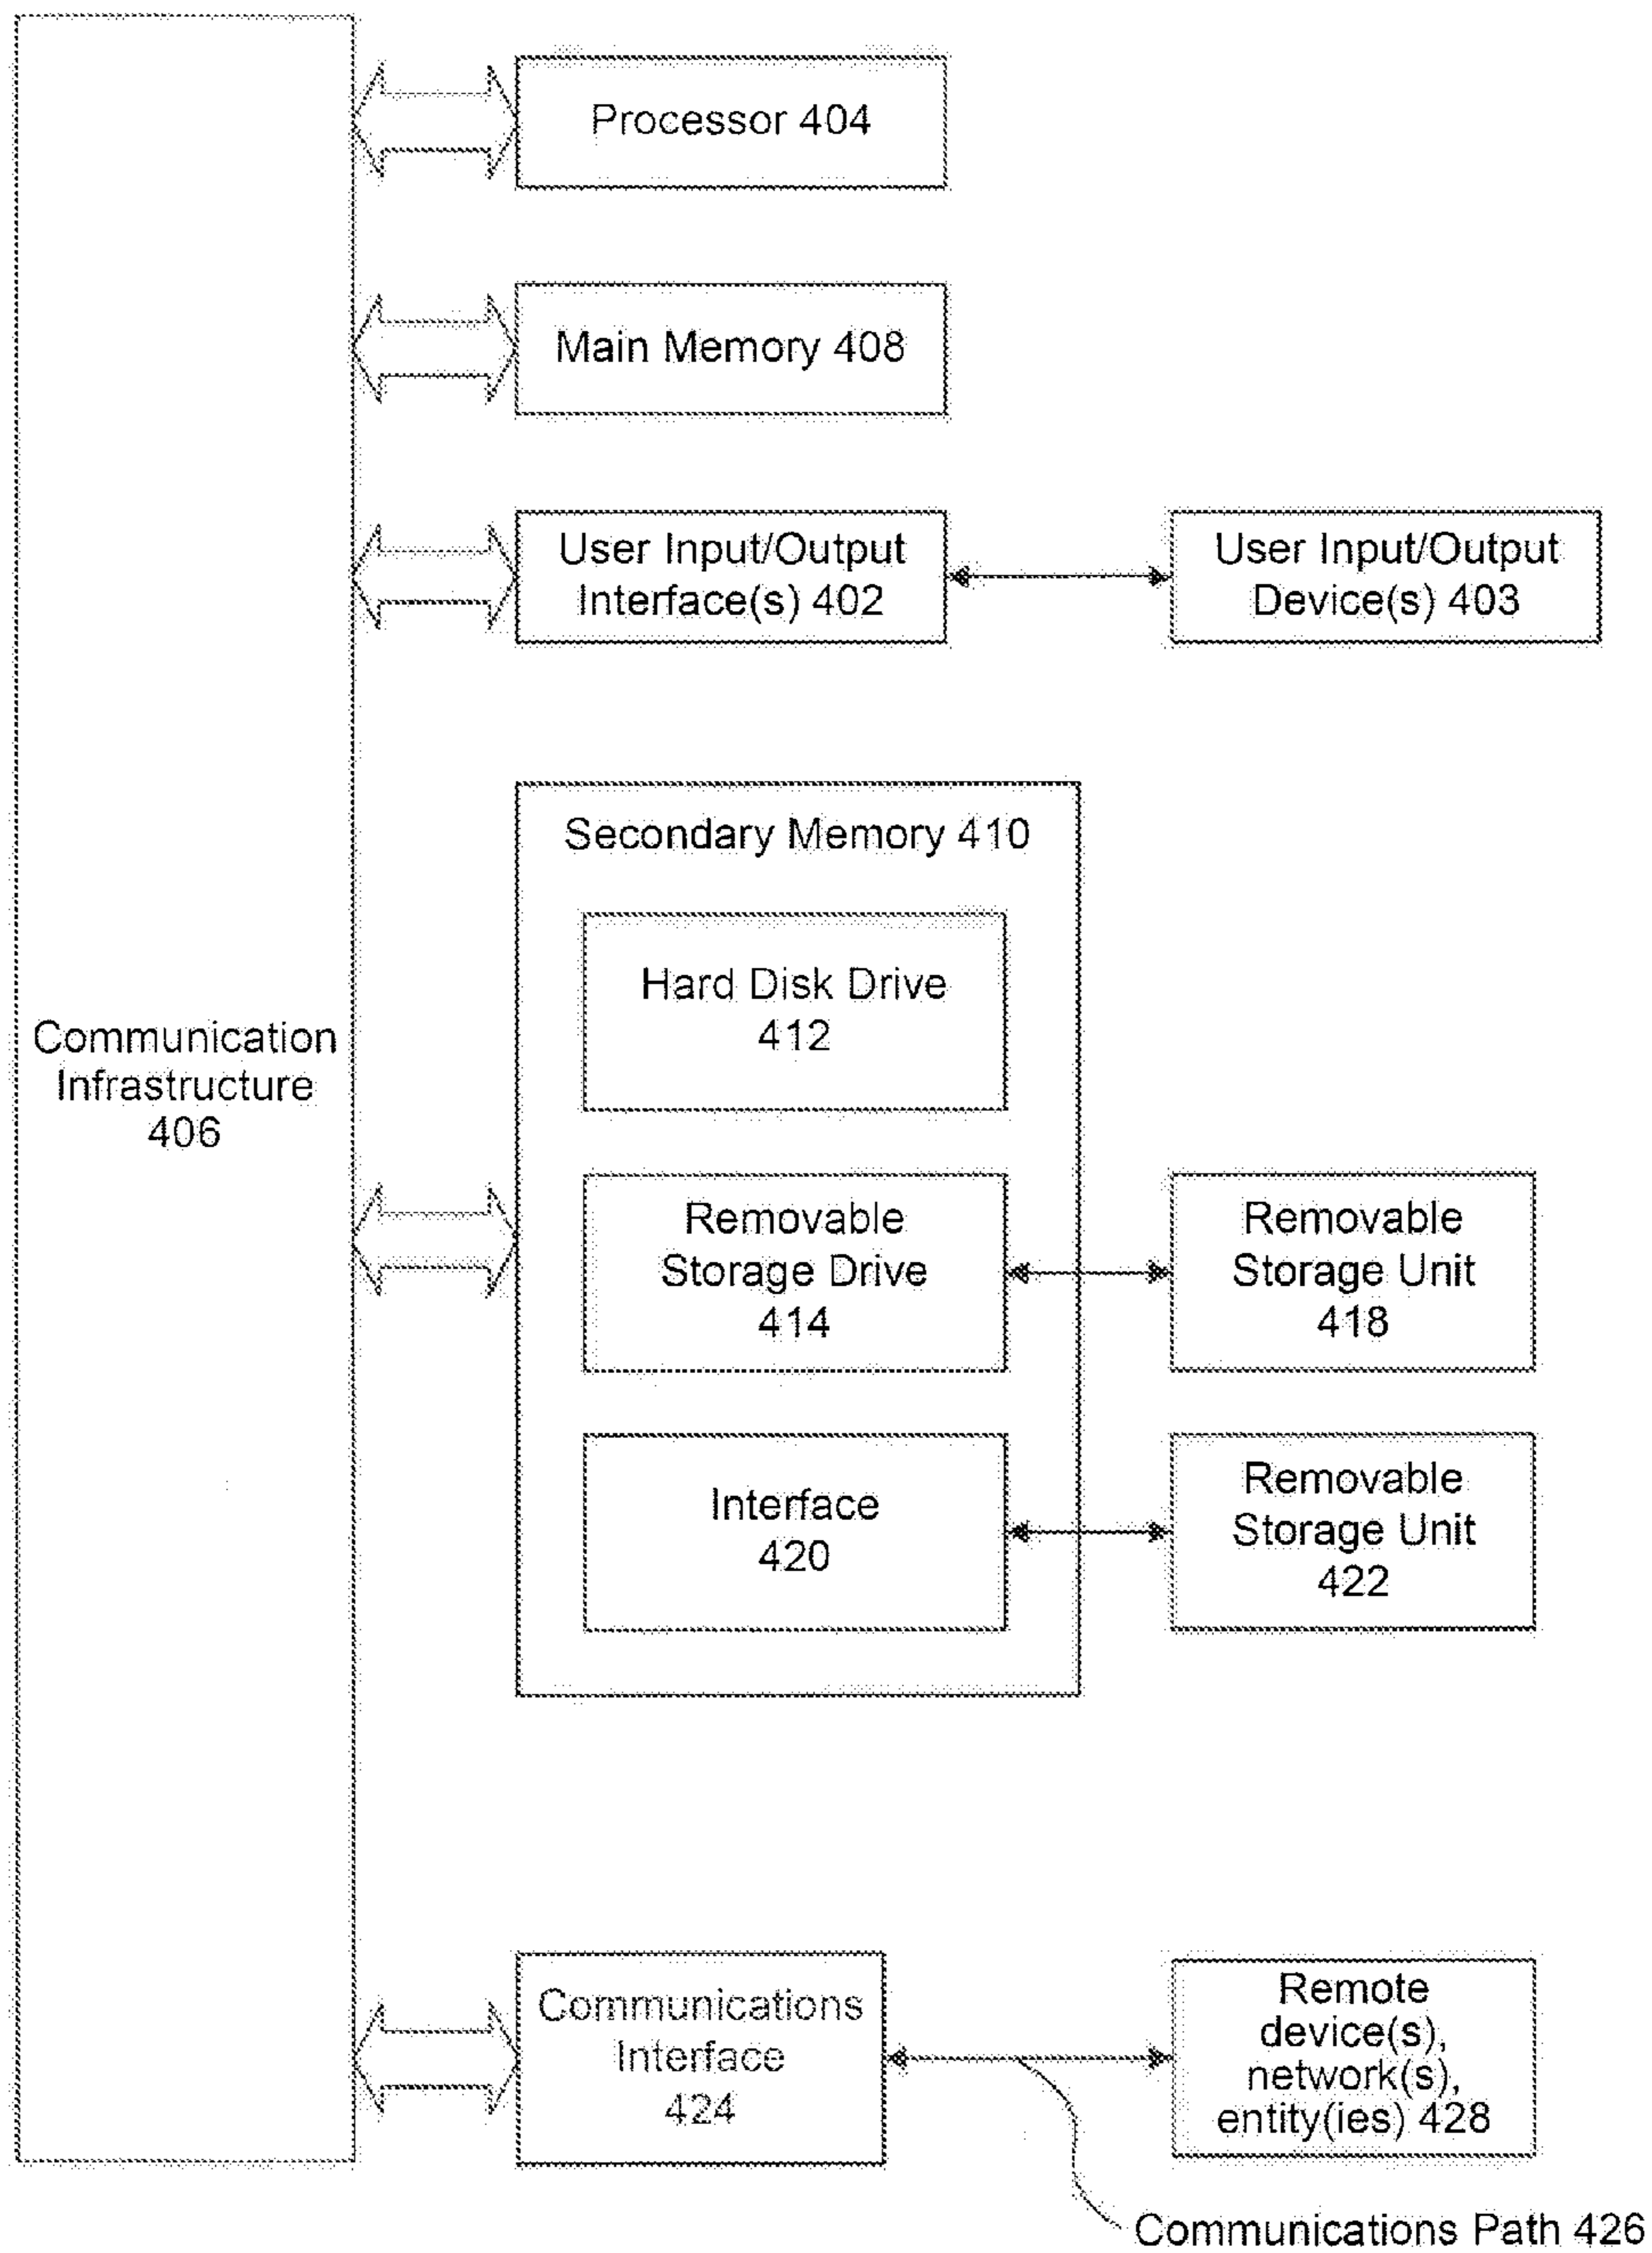 Processor 404
Main Memory 408
User Input/Output
Interface(s) 402
User Input/Output
Device(s) 403
Secondary Memory 410
Hard Disk Drive
412
Communication
Infrastructure
406
Removable
Storage Drive
414
Removable
Storage Unit
418
Interface
420
Removable
Storage Unit
422
Communications
Interface
424
Remote
device(s),
network(s),
entity(ies) 428
Communications Path 426